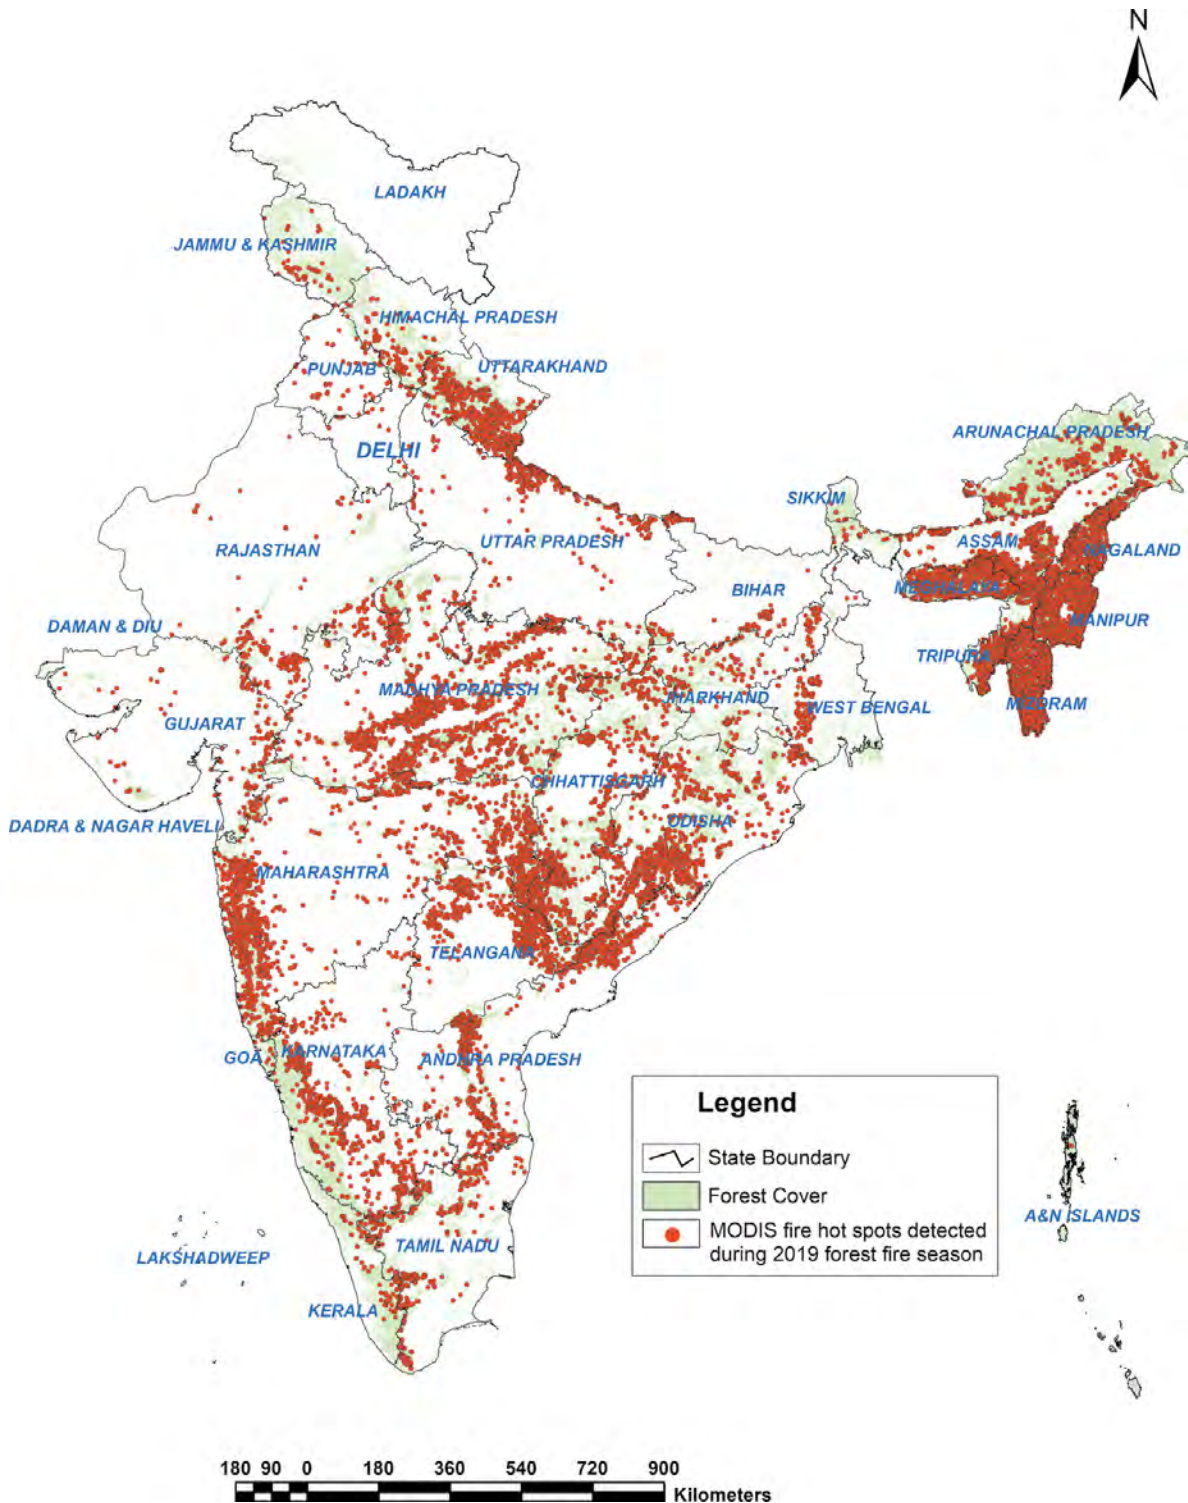 N
LADAKH
JAMMU & KASHMIR
HIMACHAL PRADESH
PUNJAB
UTTARAKHAND
ARUNACHAL PRADESH
DELHI
SIKKIM
RAJASTHAN
UTTAR PRADESH
ASSAM
NAGALAND
BIHAR
MEGHALAYA
DAMAN & DIU
MANIPUR
TRIPURA
MADHYA PRADESH
JHARKHAND
MIZORAM
WEST BENGAL
GUJARAT
CHHATTISGARH
DADRA & NAGAR HAVELI
ODISHA
MAHARASHTRA
TELANGANA
GOA
KARNATAKA
ANDHRA PRADESH
Legend
State Boundary
Forest Cover
MODIS fire hot spots detected
during 2019 forest fire season
A&N ISLANDS
TAMIL NADU
LAKSHADWEEP
KERALA
180 90 0 180 360 540 720 900
Kilometers